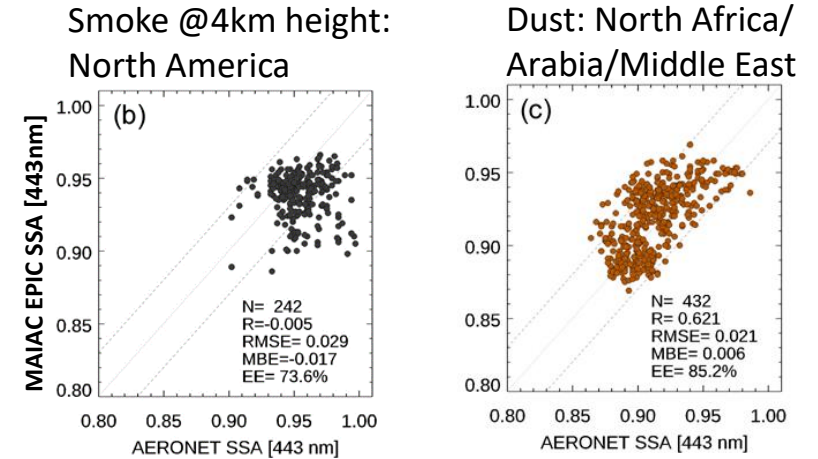 Smoke @4km height:
North America
Dust: North Africa/
Arabia/Middle East
MAIAC EPIC SSA [443nm]
(b)
1.00
0.95
0.90
0.85
0.80
N= 242
R=-0.005
RMSE= 0.029
MBE=-0.017
EE= 73.6%
0.80 0.85 0.90 0.95 1.00
AERONET SSA [443 nm]
(c)
1.00
0.95
0.90
0.85
0.80
N= 432
R= 0.621
RMSE= 0.021
MBE= 0.006
EE= 85.2%
0.80 0.85 0.90 0.95 1.00
AERONET SSA [443 nm]